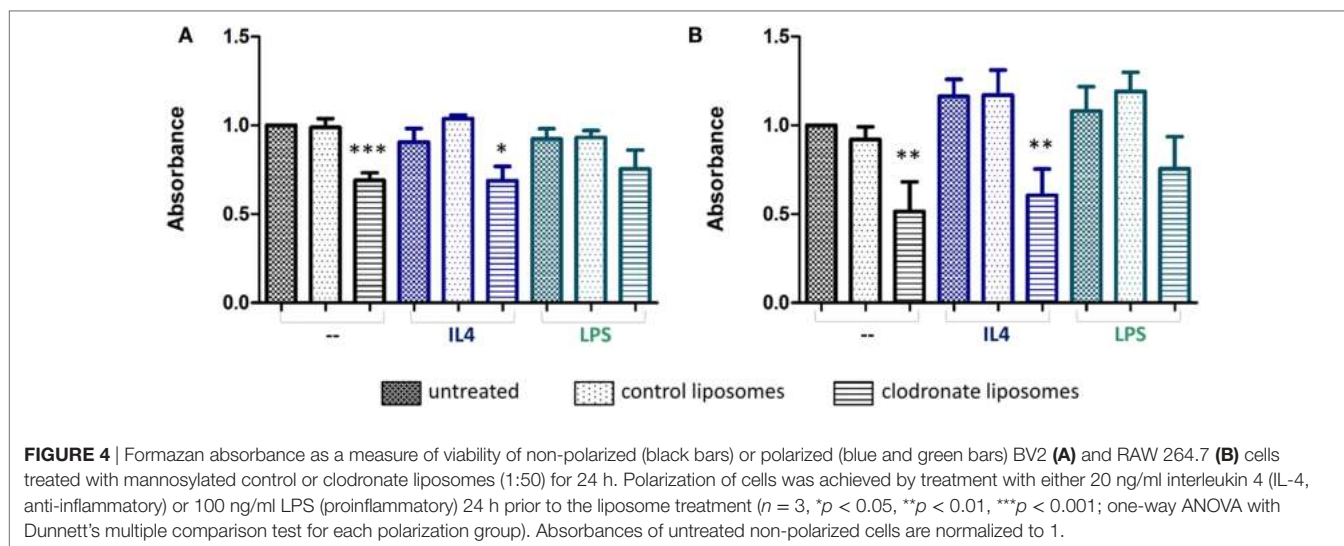 A
B
1.5
1.0
0.5
0.0
Absorbance
***
*
--
IL4
LPS
1.5
1.0
0.5
0.0
Absorbance
**
**
--
IL4
LPS
untreated
control liposomes
clodronate liposomes
FIGURE 4 | Formazan absorbance as a measure of viability of non-polarized (black bars) or polarized (blue and green bars) BV2 (A) and RAW 264.7 (B) cells
treated with mannosylated control or clodronate liposomes (1:50) for 24 h. Polarization of cells was achieved by treatment with either 20 ng/ml interleukin 4 (IL-4,
anti-inflammatory) or 100 ng/ml LPS (proinflammatory) 24 h prior to the liposome treatment (n = 3, *p < 0.05, **p < 0.01, ***p < 0.001; one-way ANOVA with
Dunnett's multiple comparison test for each polarization group). Absorbances of untreated non-polarized cells are normalized to 1.